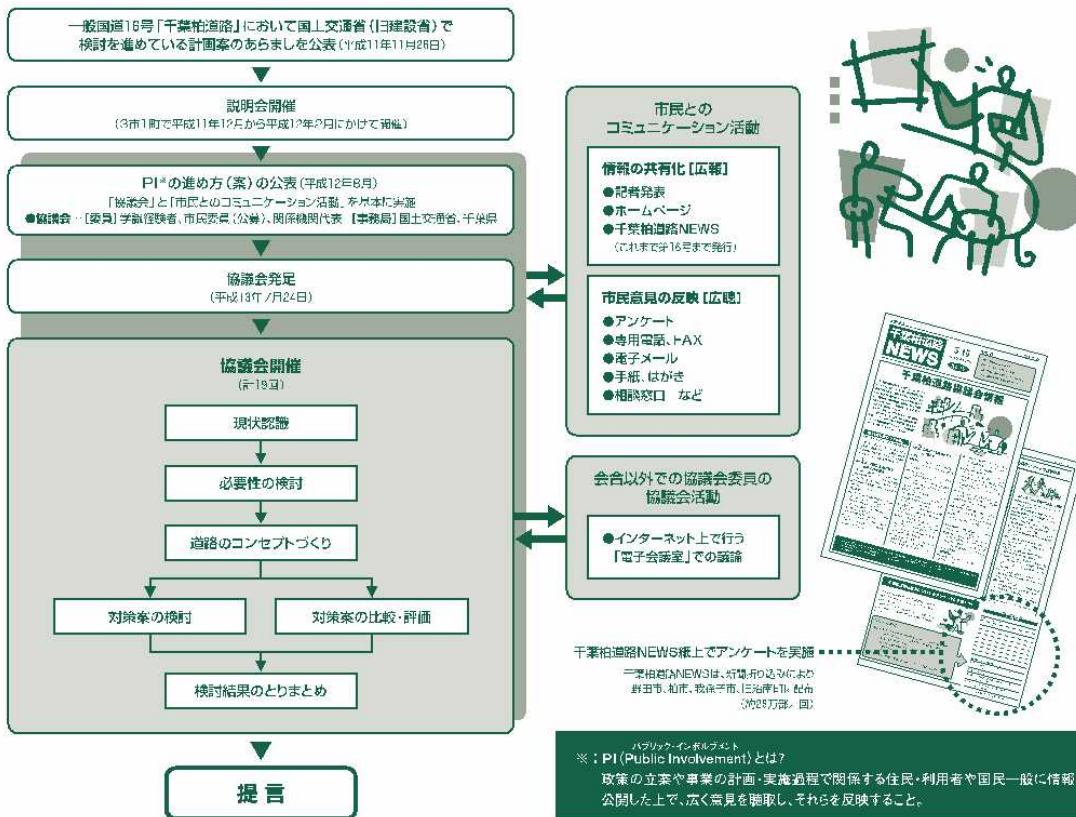 一般国道16号「千葉柏道路」において国土交通省（旧建設省）で
検討を進めている計画案のあらましを公表（平成11年11月26日）
説明会開催
（3市1町で平成11年12月から平成12年2月にかけて開催）
PI※の進め方（案）の公表（平成12年8月）
「協議会」と「市民とのコミュニケーション活動」を基本に実施
●協議会‥［委員］学識経験者、市民委員（公募）、関係機関代表　［事務局］国土交通省、千葉県
協議会発足
（平成13年7月24日）
協議会開催
（計19回）
現状認識
必要性の検討
道路のコンセプトづくり
対策案の検討
対策案の比較・評価
検討結果のとりまとめ
提言
市民との
コミュニケーション活動
情報の共有化［広報］
●記者発表
●ホームページ
●千葉柏道路NEWS
（これまで第16号まで発行）
市民意見の反映［広聴］
●アンケート
●専用電話、FAX
●電子メール
●手紙、はがき
●相談窓口　など
会合以外での協議会委員の
協議会活動
●インターネット上で行う
「電子会議室」での議論
千葉柏道路
NEWS
千葉柏道路協議会情報
千葉柏道路NEWS紙上でアンケートを実施
千葉柏道路NEWSは、新聞折り込みにより
野田市、柏市、我孫子市、旧沼南町に配布
パブリック・インボルブメント
※：PI（Public Involvement）とは?
政策の立案や事業の計画・実施過程で関係する住民・利用者や国民一般に情報
公開した上で、広く意見を聴取し、それらを反映すること。